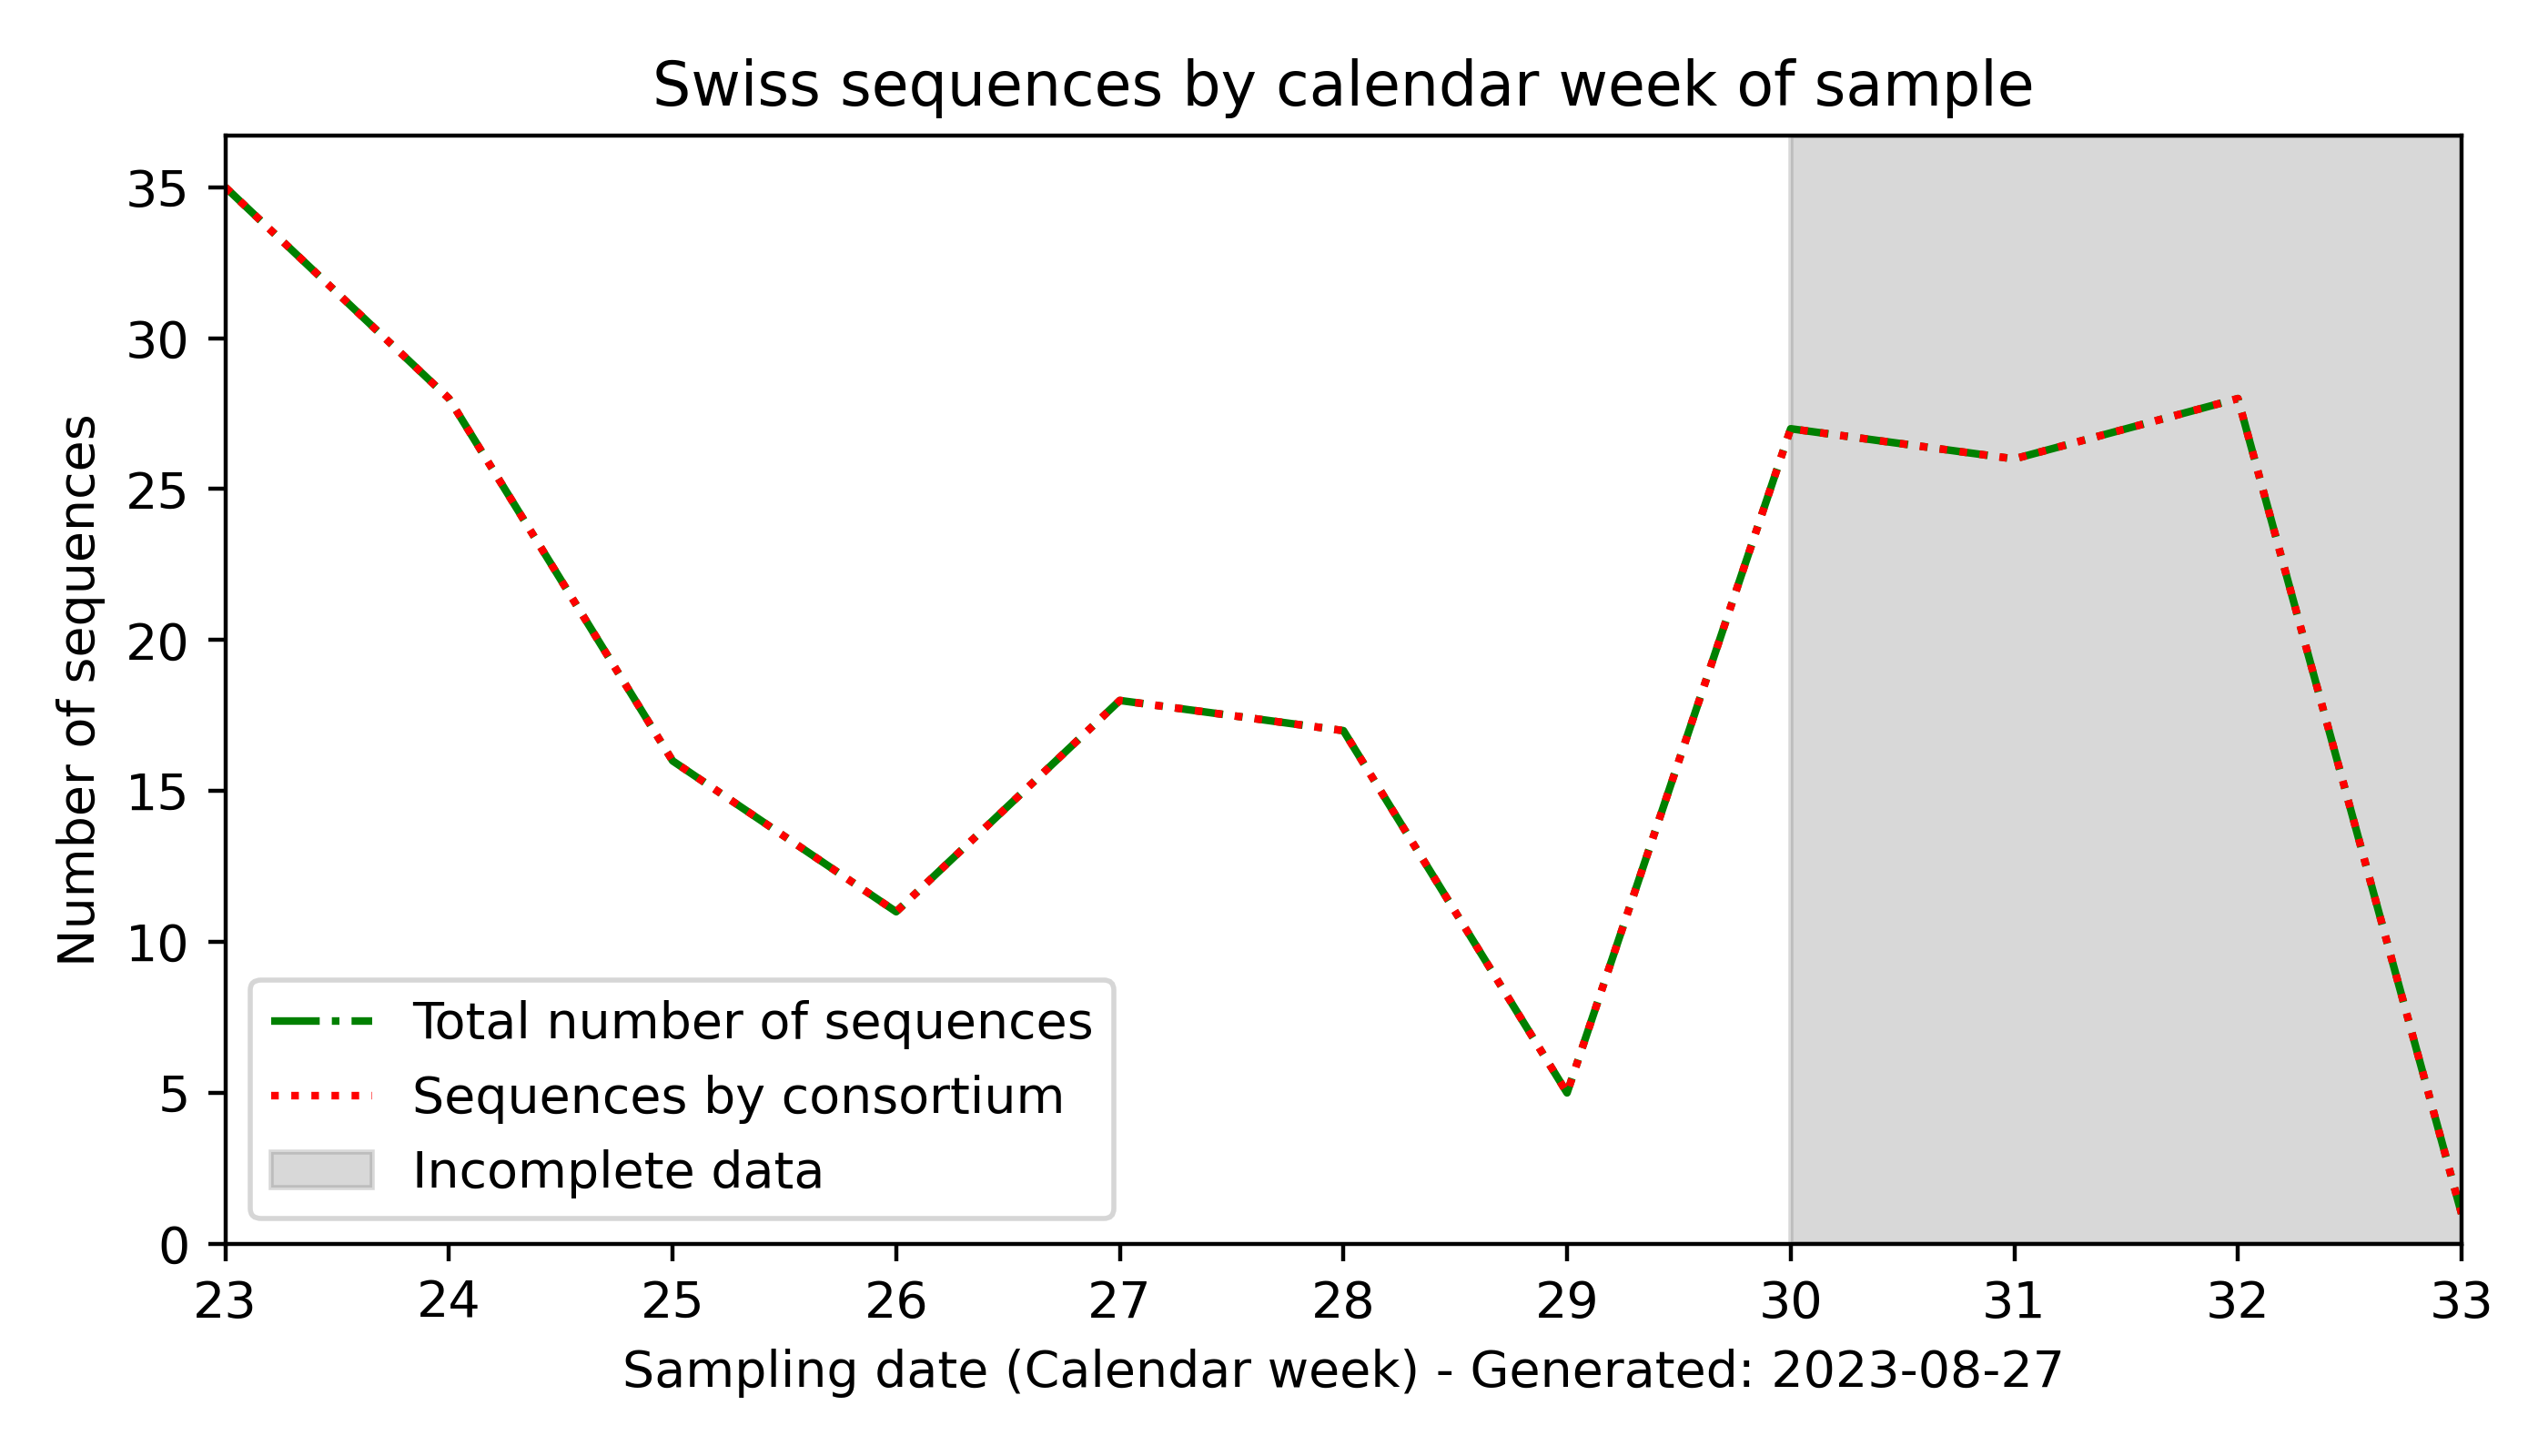 Swiss sequences by calendar week of sample
Number of sequences
35
30
25
20
15
10
5
0
Total number of sequences
Sequences by consortium
Incomplete data
23 24 25 26 27 28 29 30 31 32 33
Sampling date (Calendar week) - Generated: 2023-08-27